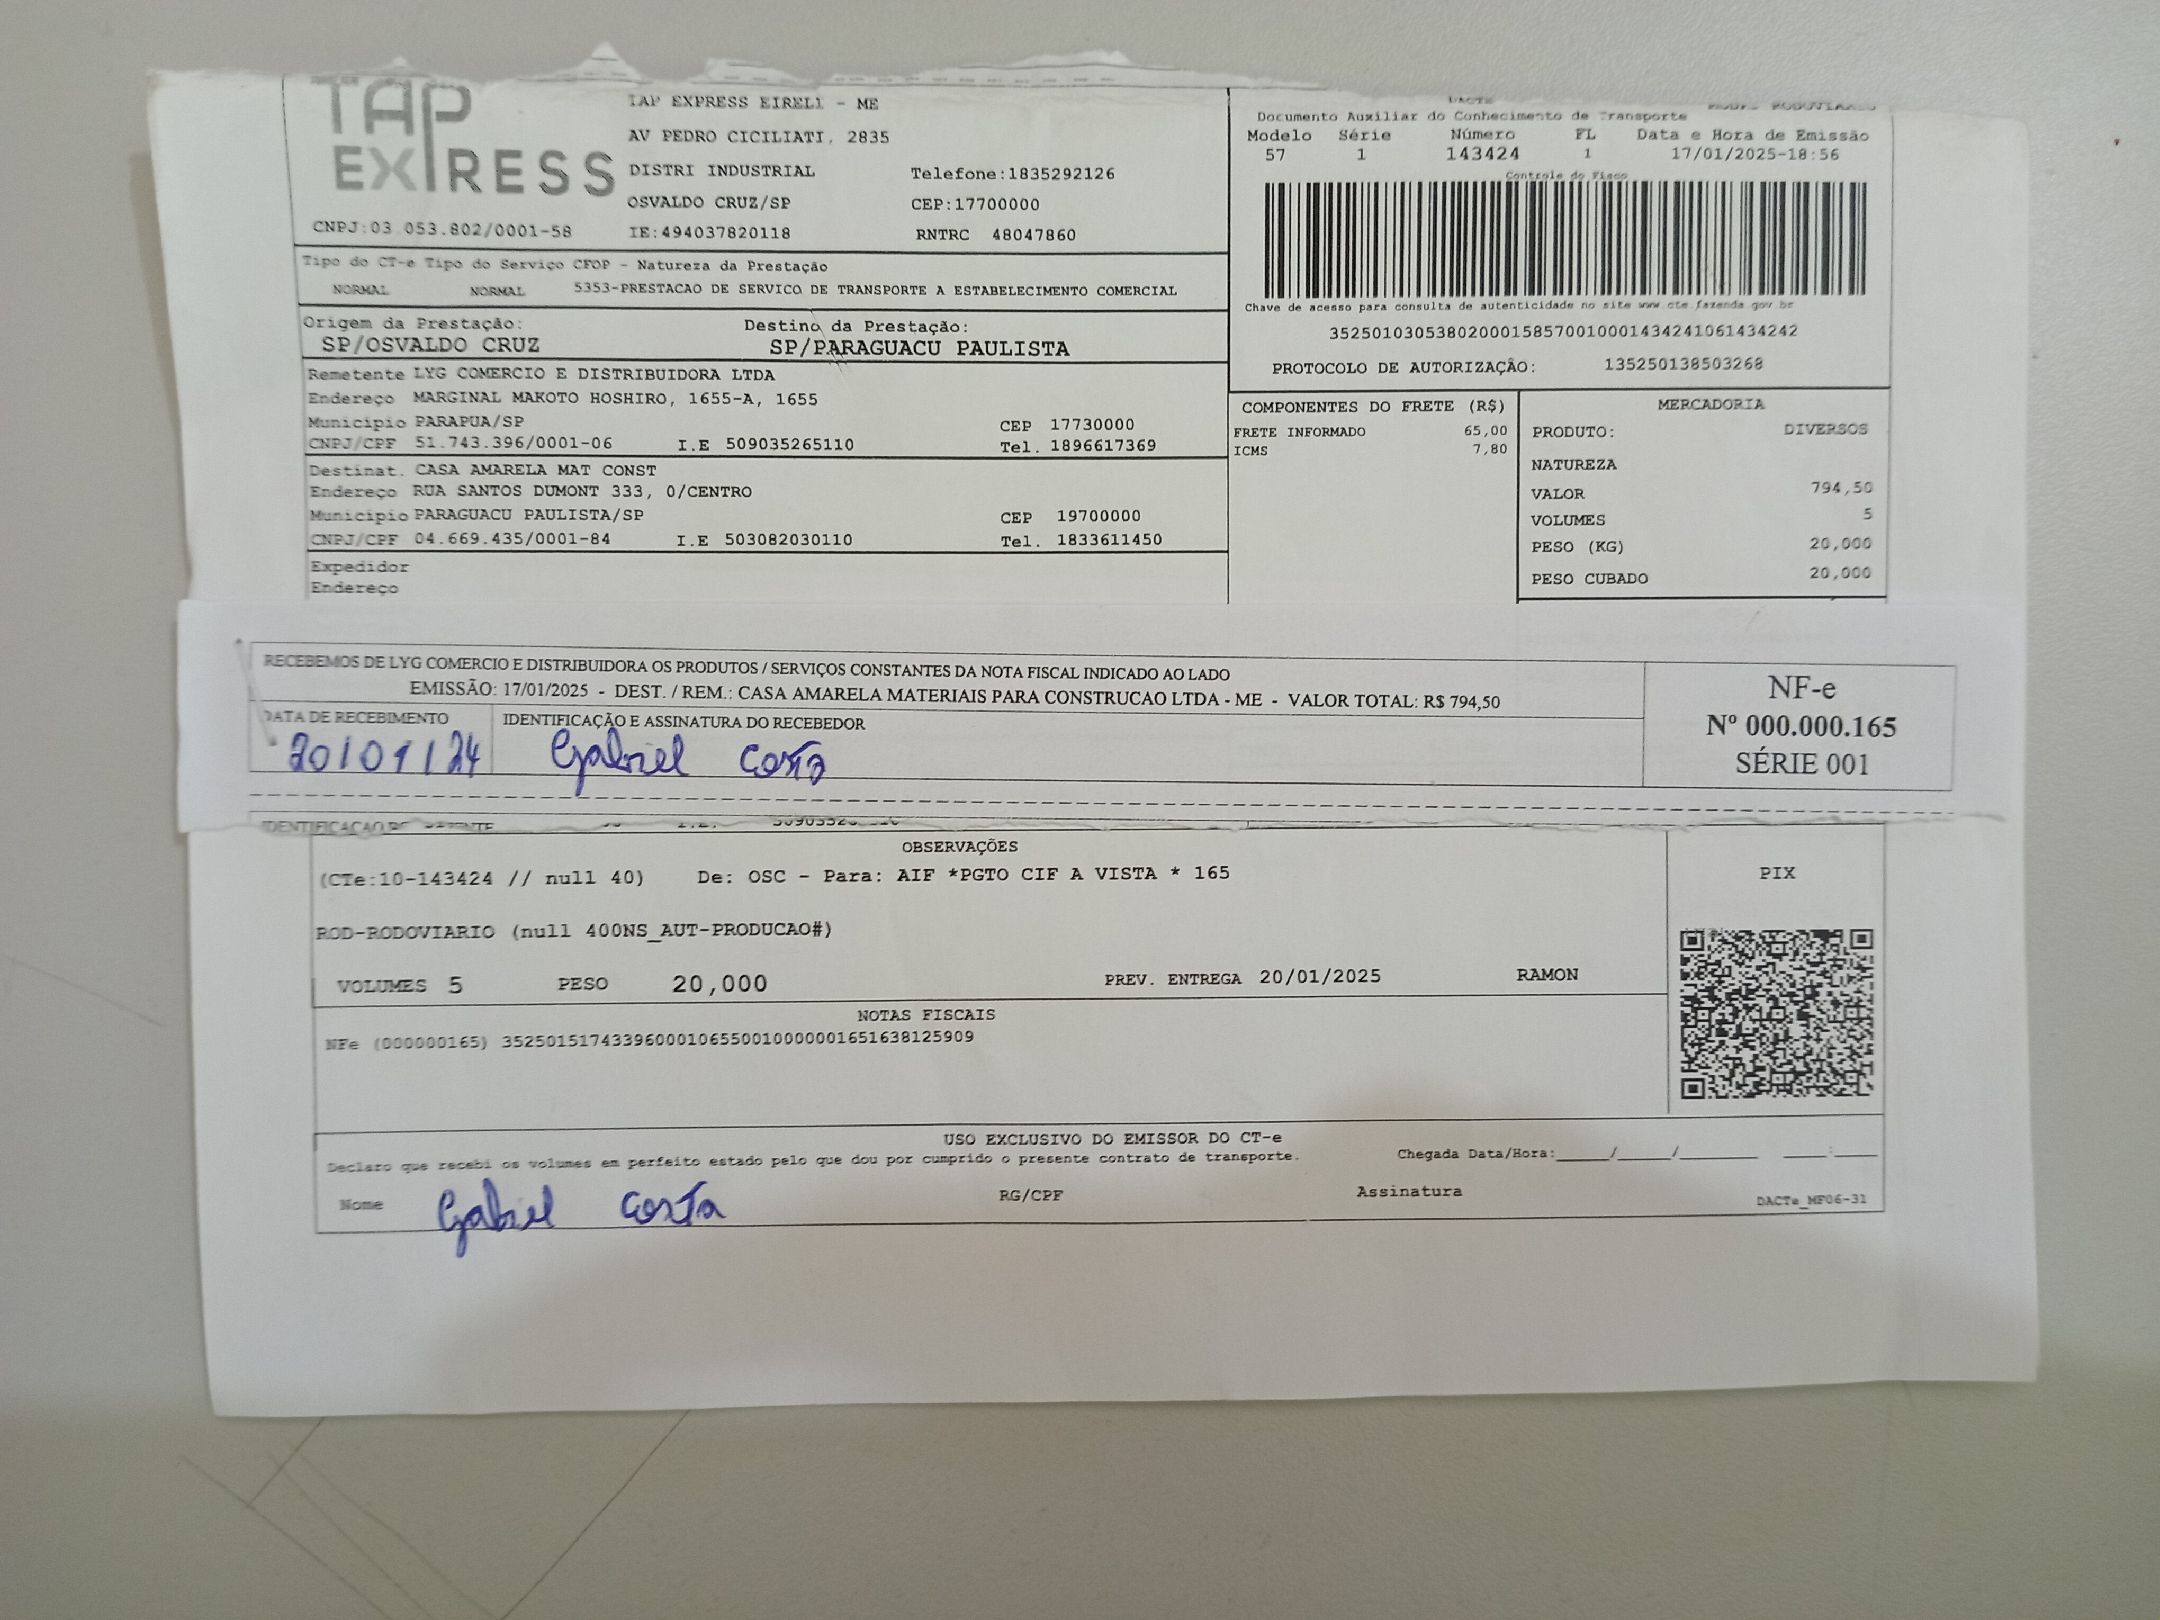 TAP
EXPRESS
TAP EXPRESS EIRELI - ME
AV PEDRO CICILIATI, 2835
DISTRI INDUSTRIAL Telefone:1835292126
OSVALDO CRUZ/SP CEP:17700000
CNPJ:03 053.802/0001-58 IE:494037820118 RNTRC 48047860
DACTE
Documento Auxiliar do Conhecimento de Transporte
Modelo Série Número FL Data e Hora de Emissão
57 1 143424 1 17/01/2025-18:56
Controle do Fisco
Chave de acesso para consulta de autenticidade no site www.cte.fazenda.gov.br
35250103053802000158570010001434241061434242
PROTOCOLO DE AUTORIZAÇÃO: 135250138503268
Tipo do CT-e Tipo do Serviço CFOP - Natureza da Prestação
NORMAL NORMAL 5353-PRESTACAO DE SERVICO DE TRANSPORTE A ESTABELECIMENTO COMERCIAL
Origem da Prestação: Destino da Prestação:
SP/OSVALDO CRUZ SP/PARAGUACU PAULISTA
Remetente LYG COMERCIO E DISTRIBUIDORA LTDA
Endereço MARGINAL MAKOTO HOSHIRO, 1655-A, 1655
Municipio PARAPUA/SP CEP 17730000
CNPJ/CPF 51.743.396/0001-06 I.E 509035265110 Tel. 1896617369
Destinat. CASA AMARELA MAT CONST
Endereço RUA SANTOS DUMONT 333, 0/CENTRO
Municipio PARAGUACU PAULISTA/SP CEP 19700000
CNPJ/CPF 04.669.435/0001-84 I.E 503082030110 Tel. 1833611450
Expedidor
Endereço
COMPONENTES DO FRETE (R$)
FRETE INFORMADO 65,00
ICMS 7,80
MERCADORIA
PRODUTO: DIVERSOS
NATUREZA
VALOR 794,50
VOLUMES 5
PESO (KG) 20,000
PESO CUBADO 20,000
RECEBEMOS DE LYG COMERCIO E DISTRIBUIDORA OS PRODUTOS / SERVIÇOS CONSTANTES DA NOTA FISCAL INDICADO AO LADO
EMISSÃO: 17/01/2025 - DEST. / REM.: CASA AMARELA MATERIAIS PARA CONSTRUCAO LTDA - ME - VALOR TOTAL: R$ 794,50
DATA DE RECEBIMENTO IDENTIFICAÇÃO E ASSINATURA DO RECEBEDOR
20/01/24 Gabriel Costa
NF-e
Nº 000.000.165
SÉRIE 001
OBSERVAÇÕES
(CTe:10-143424 // null 40) De: OSC - Para: AIF *PGTO CIF A VISTA * 165
PIX
ROD-RODOVIARIO (null 400NS_AUT-PRODUCAO#)
VOLUMES 5 PESO 20,000 PREV. ENTREGA 20/01/2025 RAMON
NOTAS FISCAIS
NFe (000000165) 35250151743396000106550010000001651638125909
USO EXCLUSIVO DO EMISSOR DO CT-e
Declaro que recebi os volumes em perfeito estado pelo que dou por cumprido o presente contrato de transporte. Chegada Data/Hora:_____/_____/_______ ____:____
Nome Gabriel Costa RG/CPF Assinatura DACTe_MF06-31